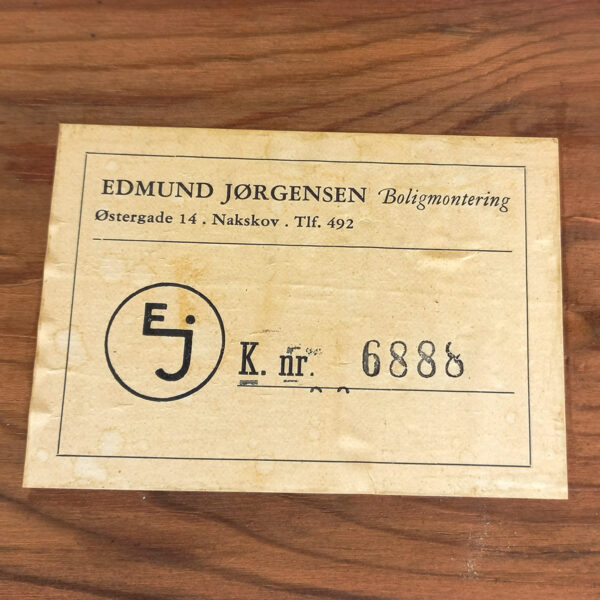 EDMUND JØRGENSEN Boligmontering
Østergade 14 . Nakskov . Tlf. 492
EJ
K. nr. 6888